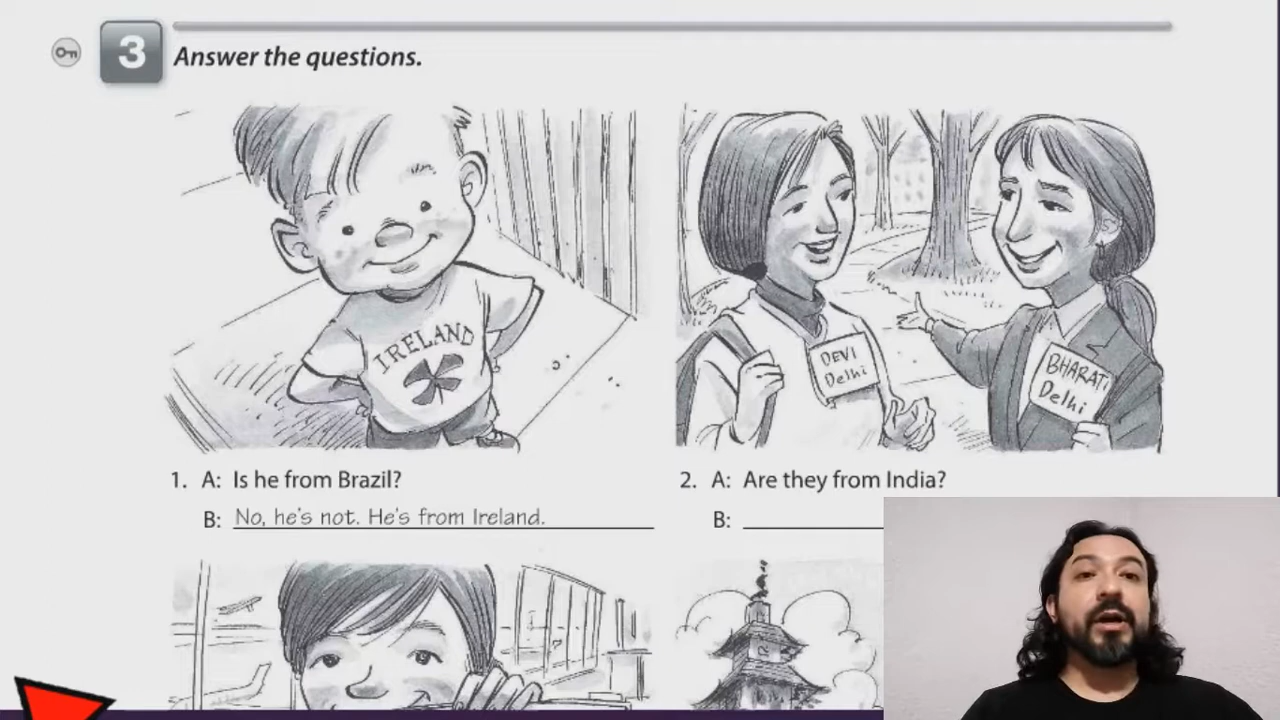 3
Answer the questions.
IRELAND
DEVI
Delhi
BHARATI
Delhi
1. A: Is he from Brazil?
B: No, he's not. He's from Ireland.
2. A: Are they from India?
B: